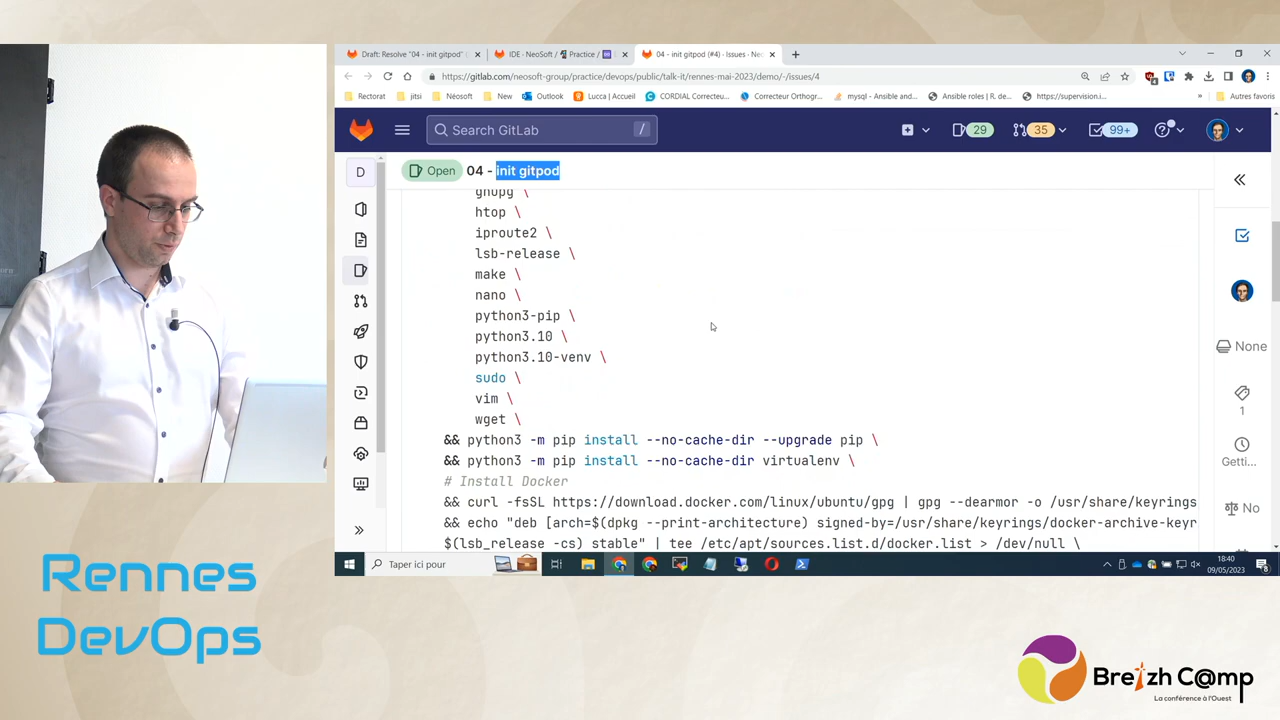 Draft: Resolve "04 - init gitpod" (
IDE · NeoSoft / Practice /
04 - init gitpod (#4) · Issues · Neo
https://gitlab.com/neosoft-group/practice/devops/public/talk-it/rennes-mai-2023/demo/-/issues/4
Rectorat
jitsi
Néosoft
New
Outlook
Lucca | Accueil
CORDIAL Correcteu...
Correcteur Orthogr...
mysql - Ansible and...
Ansible roles | R. de...
https://supervision.i...
»
Autres favoris
Search GitLab
/
29
35
99+
D
Open
04 - init gitpod
gnupg \
htop \
iproute2 \
lsb-release \
make \
nano \
python3-pip \
python3.10 \
python3.10-venv \
sudo \
vim \
wget \
&& python3 -m pip install --no-cache-dir --upgrade pip \
&& python3 -m pip install --no-cache-dir virtualenv \
# Install Docker
&& curl -fsSL https://download.docker.com/linux/ubuntu/gpg | gpg --dearmor -o /usr/share/keyrings
&& echo "deb [arch=$(dpkg --print-architecture) signed-by=/usr/share/keyrings/docker-archive-keyr
$(lsb_release -cs) stable" | tee /etc/apt/sources.list.d/docker.list > /dev/null \
None
1
Getti...
No
Taper ici pour
18:40
09/05/2023
8
Rennes
DevOps
Breizh C@mp
La conférence à l'Ouest